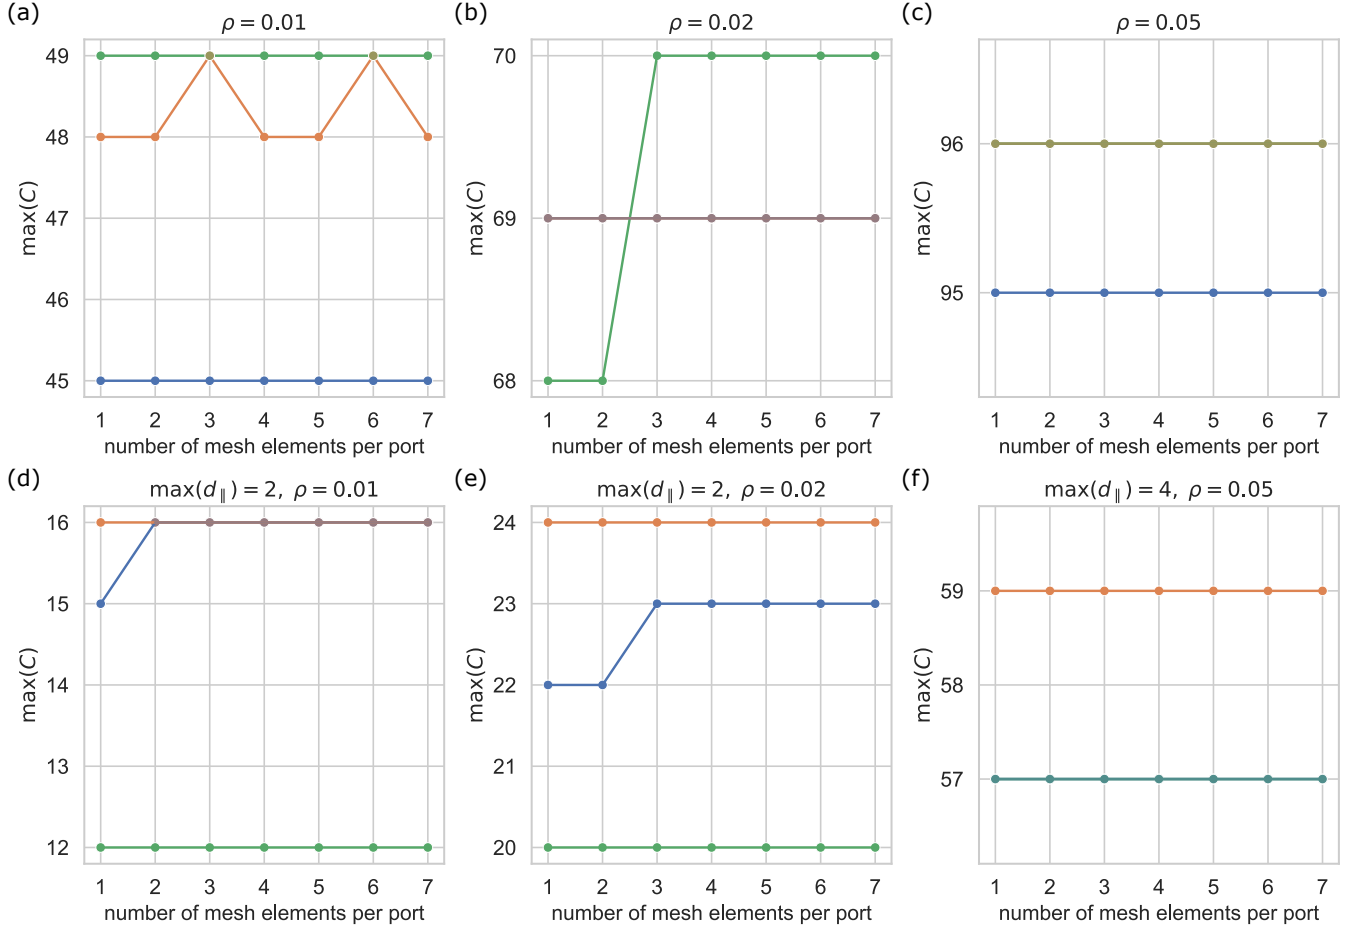 (a)
ρ = 0.01
49
48
47
46
45
max(C)
1 2 3 4 5 6 7
number of mesh elements per port
(b)
ρ = 0.02
70
69
68
max(C)
1 2 3 4 5 6 7
number of mesh elements per port
(c)
ρ = 0.05
96
95
max(C)
1 2 3 4 5 6 7
number of mesh elements per port
(d)
max(d∥) = 2, ρ = 0.01
16
15
14
13
12
max(C)
1 2 3 4 5 6 7
number of mesh elements per port
(e)
max(d∥) = 2, ρ = 0.02
24
23
22
21
20
max(C)
1 2 3 4 5 6 7
number of mesh elements per port
(f)
max(d∥) = 4, ρ = 0.05
59
58
57
max(C)
1 2 3 4 5 6 7
number of mesh elements per port